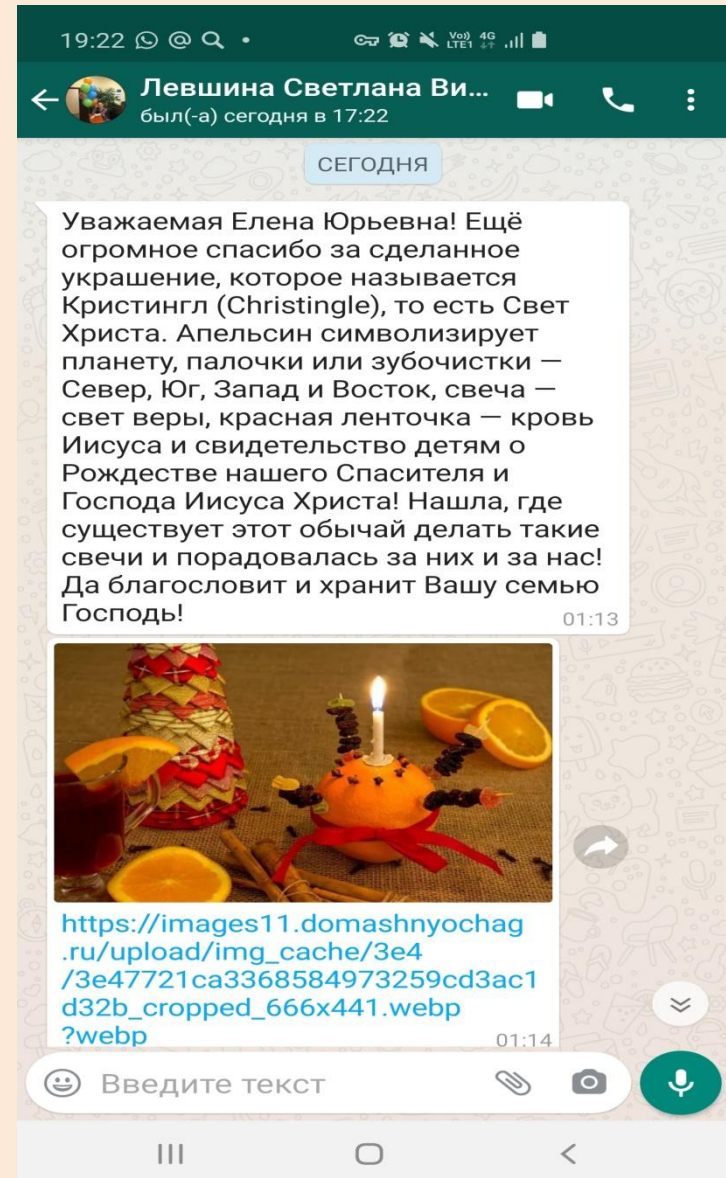 19:22
Vo)) 4G
LTE1
Левшина Светлана Ви...
был(-а) сегодня в 17:22
СЕГОДНЯ
Уважаемая Елена Юрьевна! Ещё
огромное спасибо за сделанное
украшение, которое называется
Кристингл (Christingle), то есть Свет
Христа. Апельсин символизирует
планету, палочки или зубочистки —
Север, Юг, Запад и Восток, свеча —
свет веры, красная ленточка — кровь
Иисуса и свидетельство детям о
Рождестве нашего Спасителя и
Господа Иисуса Христа! Нашла, где
существует этот обычай делать такие
свечи и порадовалась за них и за нас!
Да благословит и хранит Вашу семью
Господь!
01:13
https://images11.domashnyochag
.ru/upload/img_cache/3e4
/3e47721ca3368584973259cd3ac1
d32b_cropped_666x441.webp
?webp
01:14
Введите текст